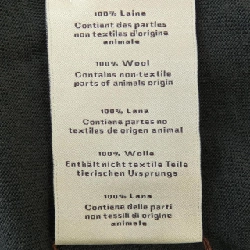 100% Laine
Contient des parties
non textiles d'origine
animale
100% Wool
Contains non-textile
parts of animals origin
100% Lana
Contiene partes no
textiles de origen animal
100% Wolle
Enthält nicht textile Teile
tierischen Ursprungs
100% Lana
Contiene delle parti
non tessili di origine
animale